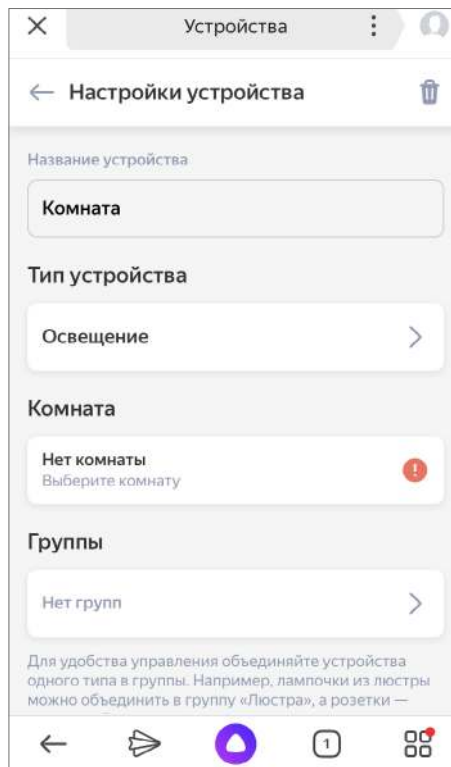 Устройства
Настройки устройства
Название устройства
Комната
Тип устройства
Освещение
Комната
Нет комнаты
Выберите комнату
Группы
Нет групп
Для удобства управления объединяйте устройства
одного типа в группы. Например, лампочки из люстры
можно объединить в группу «Люстра», а розетки —
1